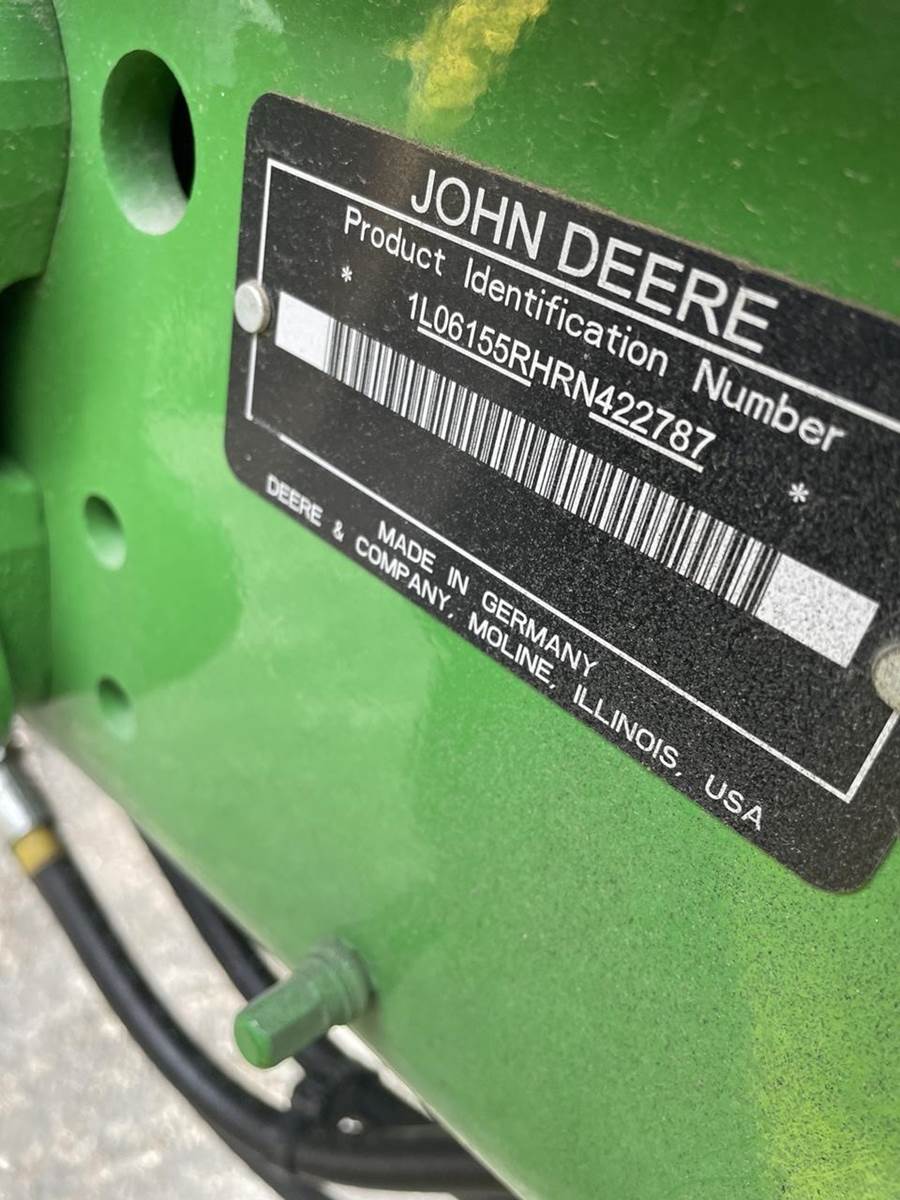 JOHN DEERE
Product Identification Number
* 1L06155RHRN422787 *
MADE IN GERMANY
DEERE & COMPANY, MOLINE, ILLINOIS, USA